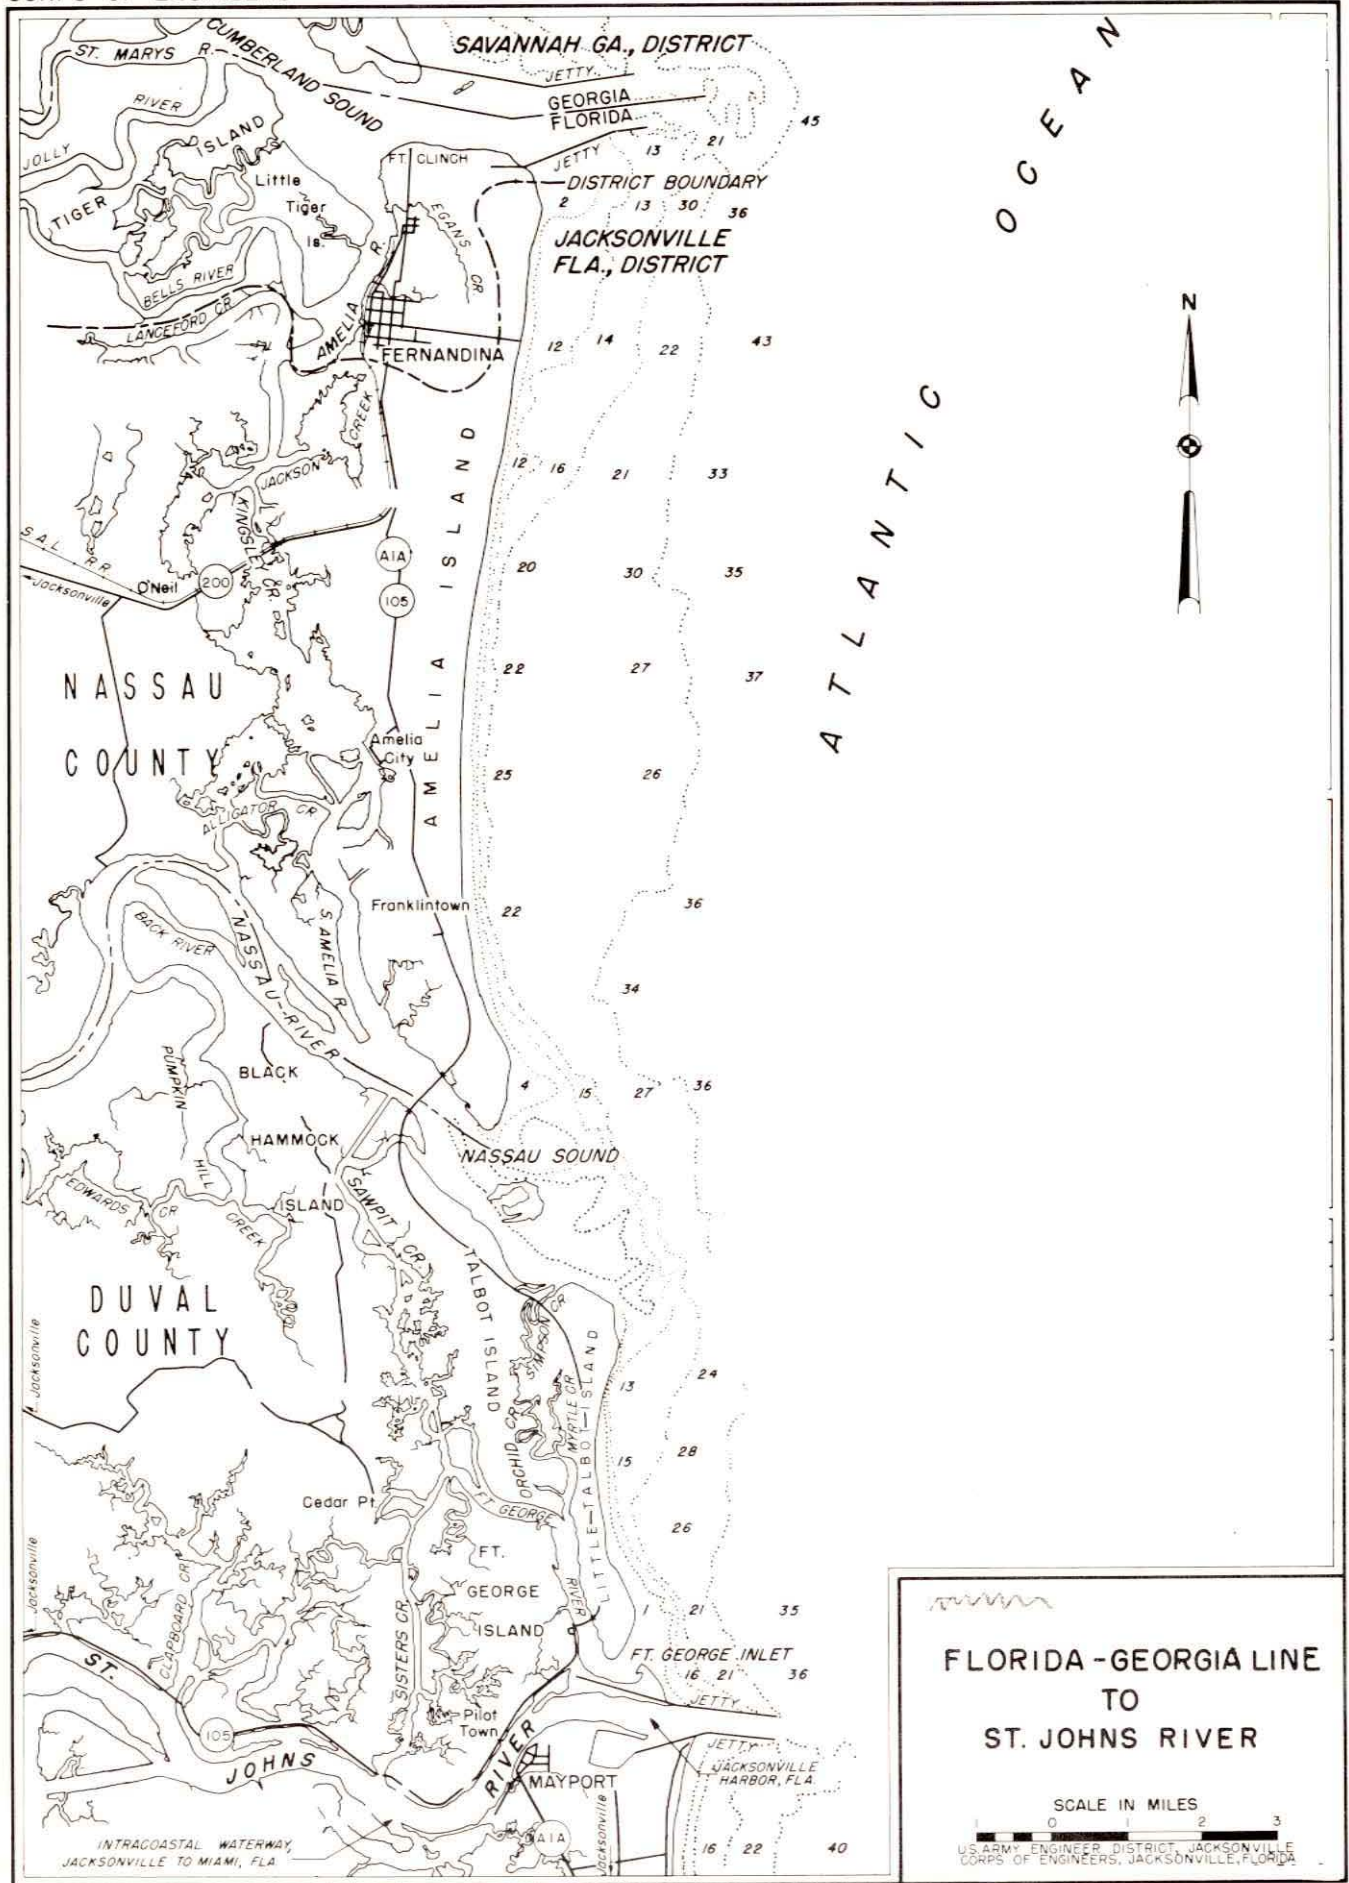 SAVANNAH GA., DISTRICT
CUMBERLAND SOUND
ST. MARYS R.
JETTY
GEORGIA
FLORIDA
JETTY
RIVER
JOLLY
TIGER ISLAND
Little
Tiger
Is.
FT. CLINCH
EGANS CR
DISTRICT BOUNDARY
JACKSONVILLE
FLA., DISTRICT
45
21
13
2
13 30 36
BELLS RIVER
LANCEFORD CR.
AMELIA R.
FERNANDINA
12 14 22 43
ATLANTIC OCEAN
N
JACKSON CREEK
KINGSLEY CR.
12 16 21 33
S.A.L. R.R.
Jacksonville
O'Neil
200
A1A
105
AMELIA ISLAND
20 30 35
NASSAU
COUNTY
22 27 37
Amelia
City
25 26
ALLIGATOR CR.
Franklintown
22 36
BACK RIVER
NASSAU RIVER
S. AMELIA R.
34
BLACK
HAMMOCK
ISLAND
PUMPKIN HILL CREEK
EDWARDS CR
4 15 27 36
NASSAU SOUND
SAWPIT CR.
TALBOT ISLAND
DUVAL
COUNTY
Jacksonville
SIMPSON CR
LITTLE TALBOT ISLAND
MYRTLE CR
ORCHID CR
13 24
15 28
Cedar Pt.
FT GEORGE RIVER
26
Jacksonville
FT.
GEORGE
ISLAND
CLAPBOARD CR
SISTERS CR.
1 21 35
FT. GEORGE INLET
16 21 36
JETTY
Pilot
Town
ST. JOHNS RIVER
105
MAYPORT
JETTY
JACKSONVILLE
HARBOR, FLA.
INTRACOASTAL WATERWAY,
JACKSONVILLE TO MIAMI, FLA.
A1A
Jacksonville
16 22 40
FLORIDA-GEORGIA LINE
TO
ST. JOHNS RIVER
SCALE IN MILES
1 0 1 2 3
U.S. ARMY ENGINEER DISTRICT, JACKSONVILLE
CORPS OF ENGINEERS, JACKSONVILLE, FLORIDA